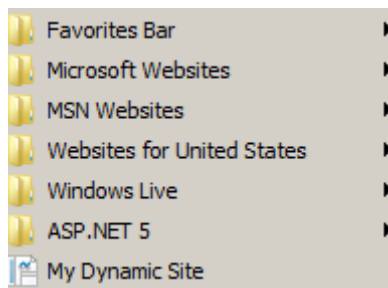 Favorites Bar
Microsoft Websites
MSN Websites
Websites for United States
Windows Live
ASP.NET 5
My Dynamic Site